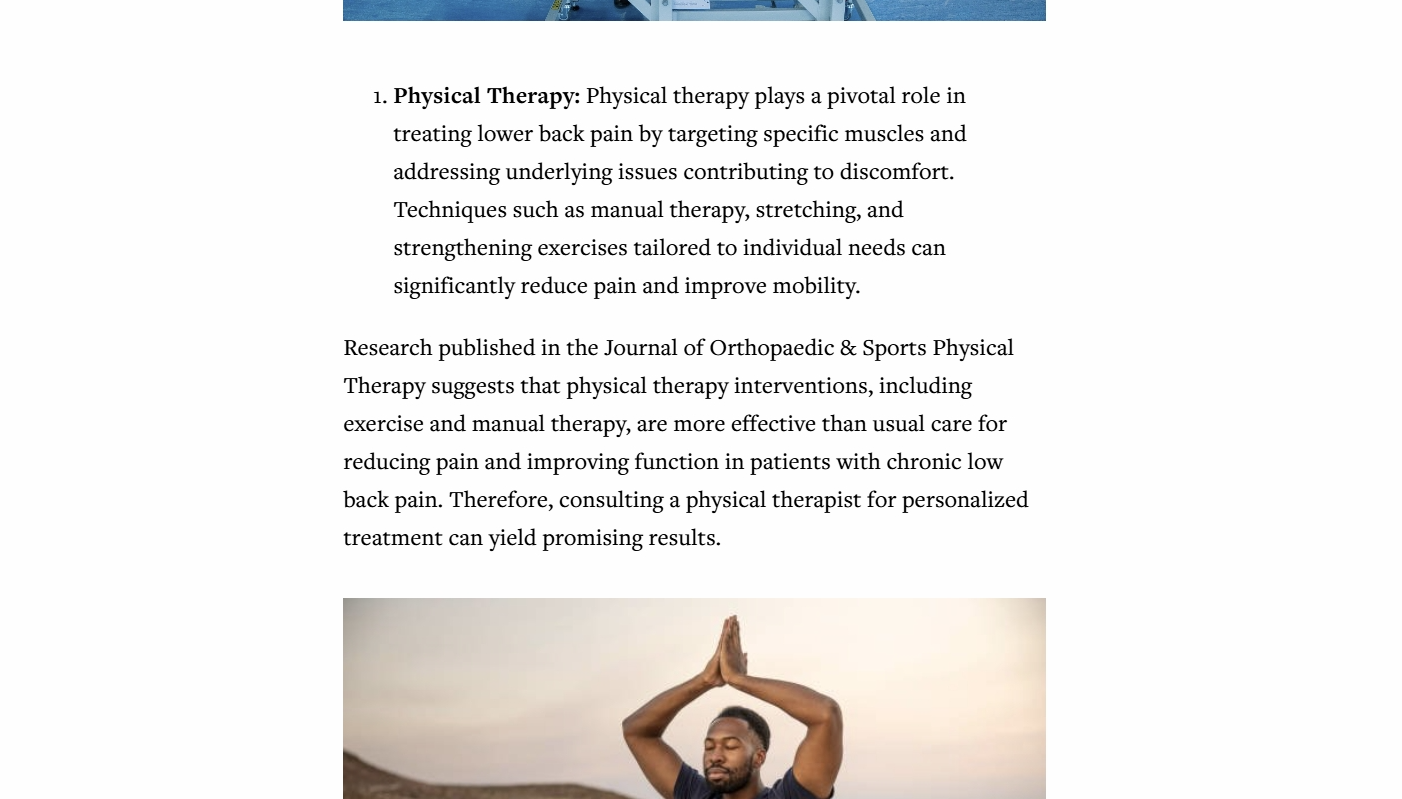 1. Physical Therapy: Physical therapy plays a pivotal role in
treating lower back pain by targeting specific muscles and
addressing underlying issues contributing to discomfort.
Techniques such as manual therapy, stretching, and
strengthening exercises tailored to individual needs can
significantly reduce pain and improve mobility.
Research published in the Journal of Orthopaedic & Sports Physical
Therapy suggests that physical therapy interventions, including
exercise and manual therapy, are more effective than usual care for
reducing pain and improving function in patients with chronic low
back pain. Therefore, consulting a physical therapist for personalized
treatment can yield promising results.